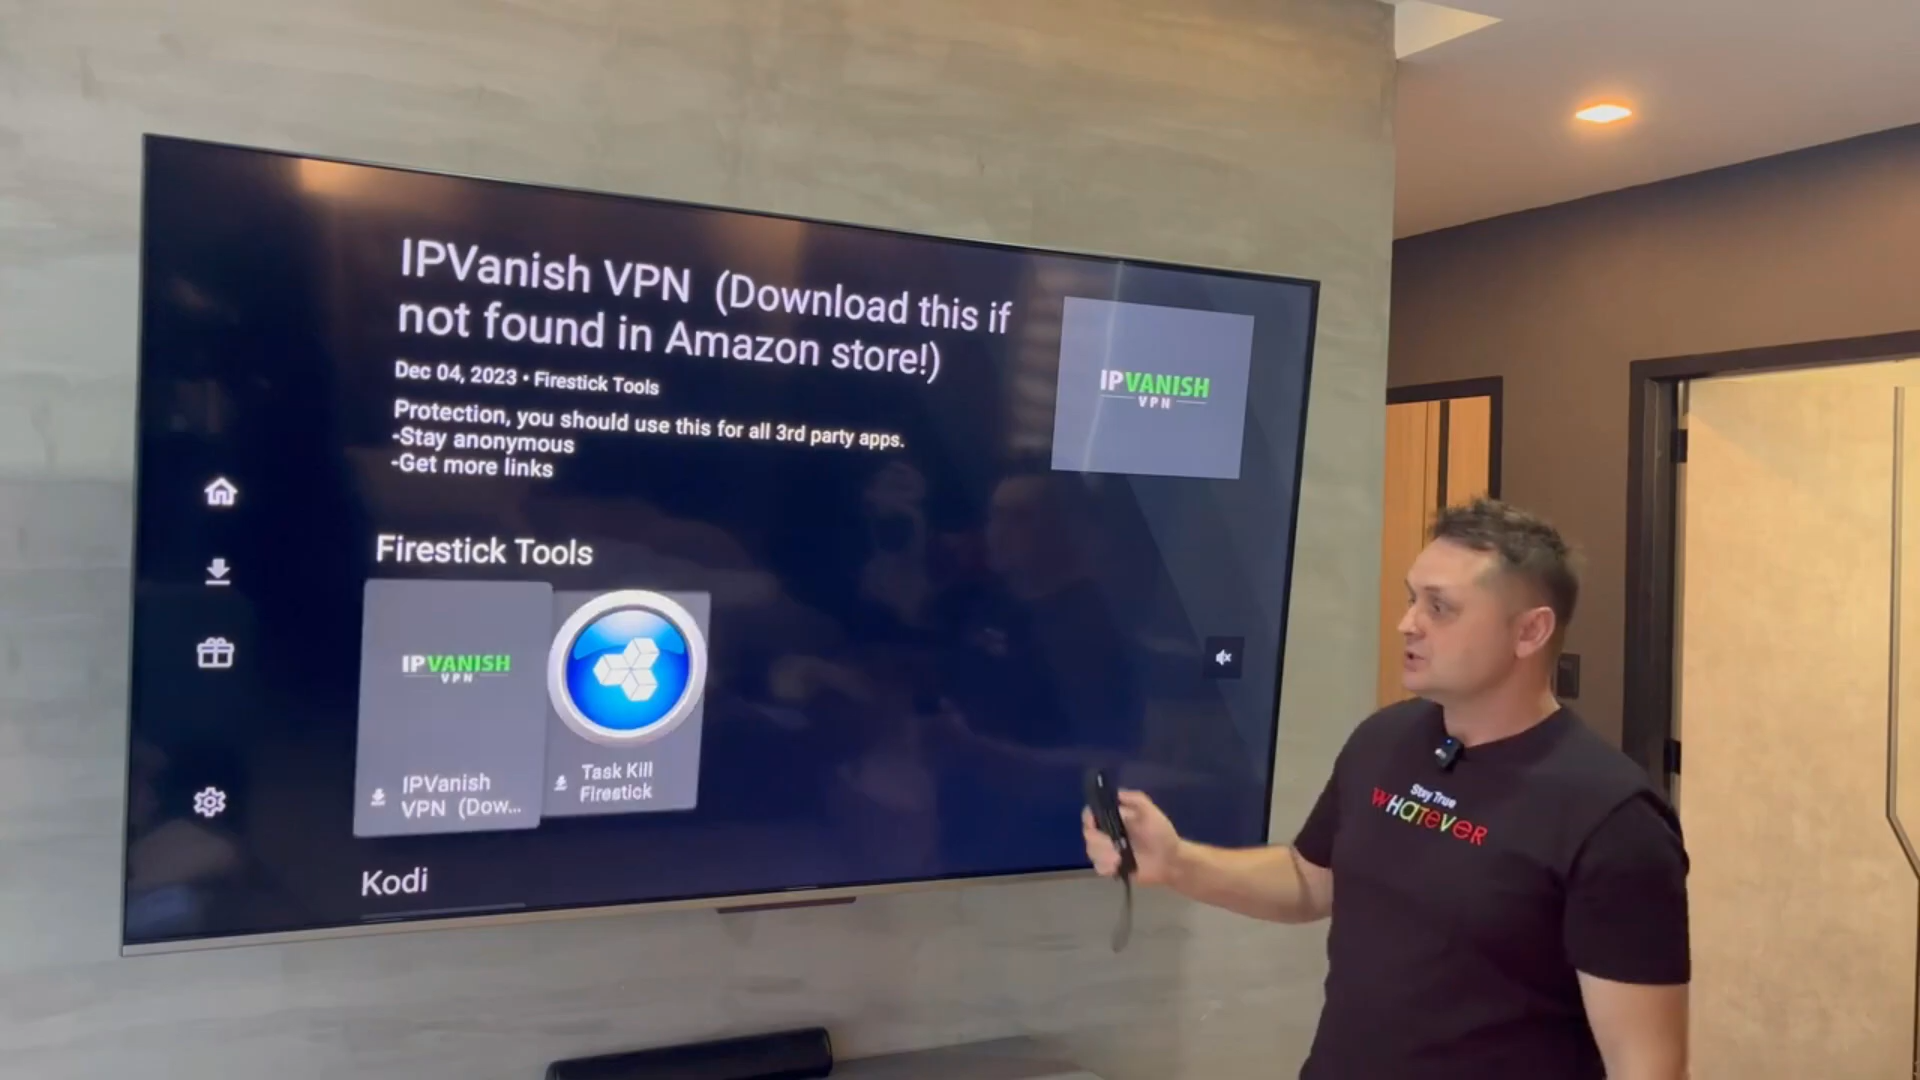 IPVanish VPN (Download this if
not found in Amazon store!)
Dec 04, 2023 • Firestick Tools
Protection, you should use this for all 3rd party apps.
-Stay anonymous
-Get more links
IPVANISH
VPN
Firestick Tools
IPVANISH
VPN
IPVanish
VPN (Dow...
Task Kill
Firestick
Kodi
Stay True
WHATEVER